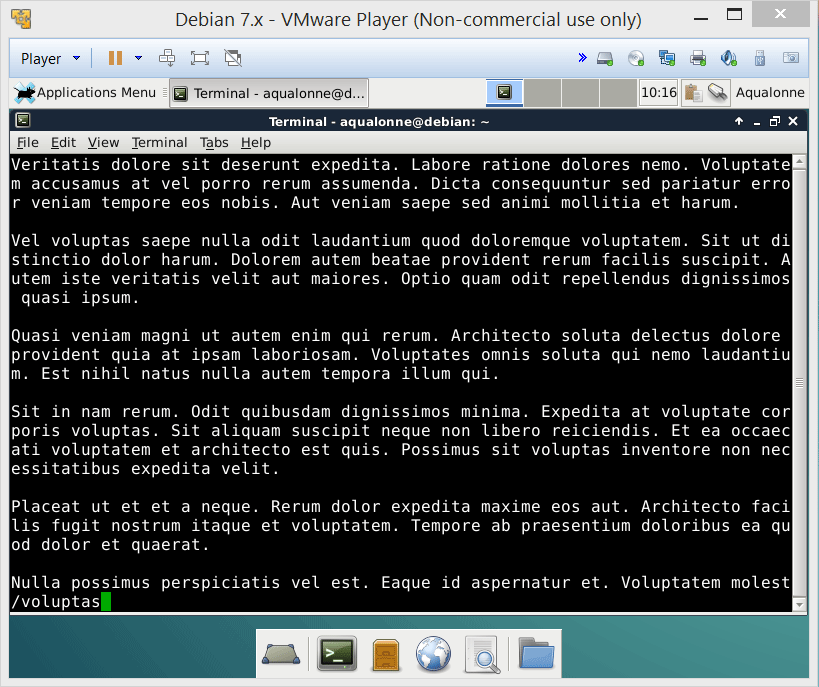 Debian 7.x - VMware Player (Non-commercial use only)
Player
Applications Menu
Terminal - aqualonne@d...
10:16
Aqualonne
Terminal - aqualonne@debian: ~
File Edit View Terminal Tabs Help
Veritatis dolore sit deserunt expedita. Labore ratione dolores nemo. Voluptate
m accusamus at vel porro rerum assumenda. Dicta consequuntur sed pariatur erro
r veniam tempore eos nobis. Aut veniam saepe sed animi mollitia et harum.
Vel voluptas saepe nulla odit laudantium quod doloremque voluptatem. Sit ut di
stinctio dolor harum. Dolorem autem beatae provident rerum facilis suscipit. A
utem iste veritatis velit aut maiores. Optio quam odit repellendus dignissimos
quasi ipsum.
Quasi veniam magni ut autem enim qui rerum. Architecto soluta delectus dolore
provident quia at ipsam laboriosam. Voluptates omnis soluta qui nemo laudantiu
m. Est nihil natus nulla autem tempora illum qui.
Sit in nam rerum. Odit quibusdam dignissimos minima. Expedita at voluptate cor
poris voluptas. Sit aliquam suscipit neque non libero reiciendis. Et ea occaec
ati voluptatem et architecto est quis. Possimus sit voluptas inventore non nec
essitatibus expedita velit.
Placeat ut et et a neque. Rerum dolor expedita maxime eos aut. Architecto faci
lis fugit nostrum itaque et voluptatem. Tempore ab praesentium doloribus ea qu
od dolor et quaerat.
Nulla possimus perspiciatis vel est. Eaque id aspernatur et. Voluptatem molest
/voluptas